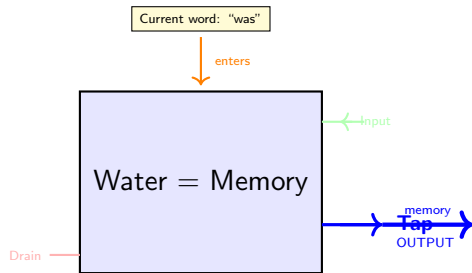 Current word: “was”
enters
Input
Water = Memory
memory
Tap
OUTPUT
Drain